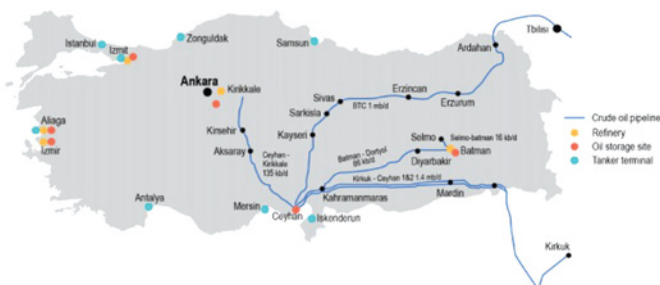 Tbilisi
Istanbul
Izmit
Zonguldak
Samsun
Ardahan
Ankara
Kirikkale
Sivas
Erzincan
Erzurum
BTC 1 mb/d
Sarkisla
Aliaga
Izmir
Kirsehir
Kayseri
Aksaray
Ceyhan -
Kirikkale
135 kb/d
Selmo
Selmo-batman 16 kb/d
Batman
Batman - Dortyol
86 kb/d
Diyarbakir
Kirkuk - Ceyhan 1&2 1.4 mb/d
Kahramanmaras
Mardin
Antalya
Mersin
Ceyhan
Iskenderun
Kirkuk
Crude oil pipeline
Refinery
Oil storage site
Tanker terminal